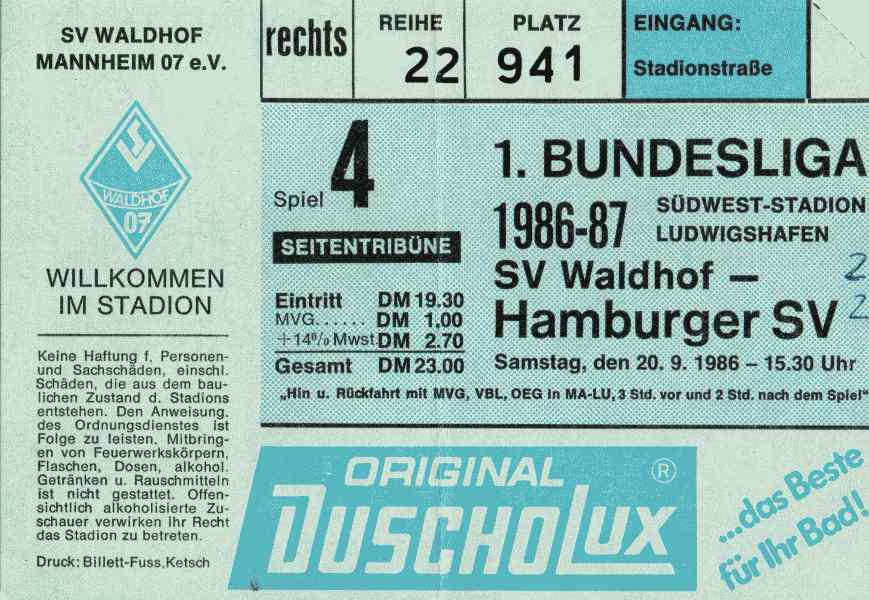 SV WALDHOF
MANNHEIM 07 e.V.
WALDHOF
07
WILLKOMMEN
IM STADION
Keine Haftung f. Personen-
und Sachschäden, einschl.
Schäden, die aus dem bau-
lichen Zustand d. Stadions
entstehen. Den Anweisung.
des Ordnungsdienstes ist
Folge zu leisten. Mitbring-
en von Feuerwerkskörpern,
Flaschen, Dosen, alkohol.
Getränken u. Rauschmitteln
ist nicht gestattet. Offen-
sichtlich alkoholisierte Zu-
schauer verwirken ihr Recht
das Stadion zu betreten.
Druck: Billett-Fuss, Ketsch
rechts
REIHE
22
PLATZ
941
EINGANG:
Stadionstraße
Spiel 4
SEITENTRIBÜNE
Eintritt DM 19.30
MVG...... DM 1,00
+14% Mwst. DM 2.70
Gesamt DM 23.00
1. BUNDESLIGA
1986-87
SÜDWEST-STADION
LUDWIGSHAFEN
SV Waldhof –
Hamburger SV
2
2
Samstag, den 20. 9. 1986 – 15.30 Uhr
„Hin u. Rückfahrt mit MVG, VBL, OEG in MA-LU, 3 Std. vor und 2 Std. nach dem Spiel"
ORIGINAL ®
DUSCHOLUX
...das Beste
für Ihr Bad!